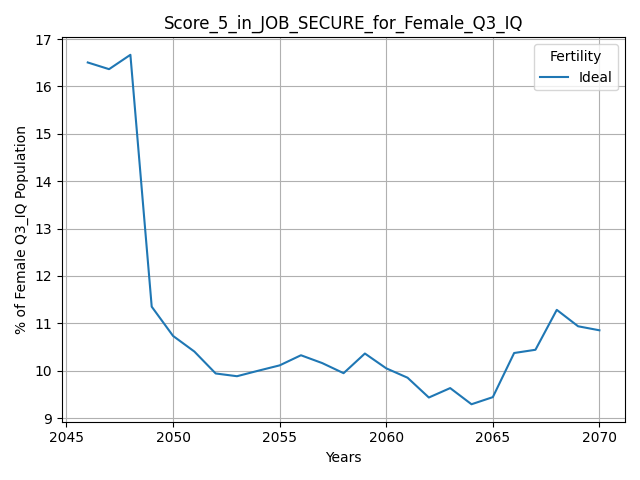 Score_5_in_JOB_SECURE_for_Female_Q3_IQ
% of Female Q3_IQ Population
17
16
15
14
13
12
11
10
9
Fertility
Ideal
2045 2050 2055 2060 2065 2070
Years